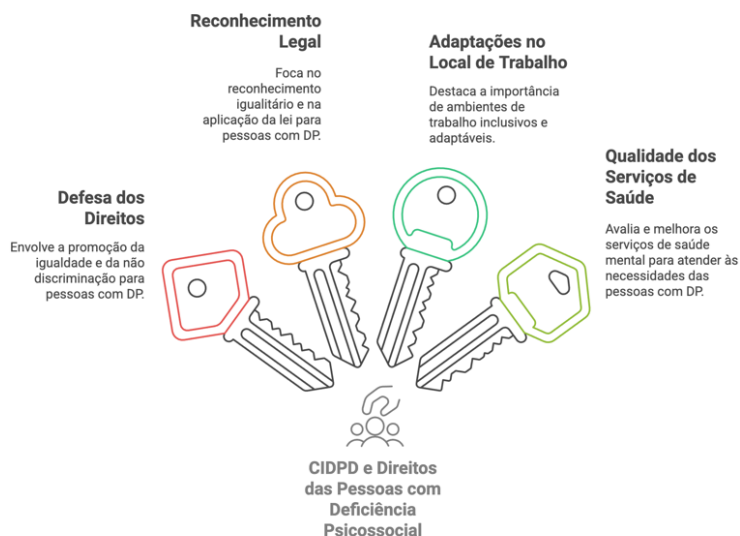 Defesa dos
Direitos
Envolve a promoção da
igualdade e da não
discriminação para
pessoas com DP.
Reconhecimento
Legal
Foca no
reconhecimento
igualitário e na
aplicação da lei para
pessoas com DP.
Adaptações no
Local de Trabalho
Destaca a importância
de ambientes de
trabalho inclusivos e
adaptáveis.
Qualidade dos
Serviços de
Saúde
Avalia e melhora os
serviços de saúde
mental para atender às
necessidades das
pessoas com DP.
CIDPD e Direitos
das Pessoas com
Deficiência
Psicossocial